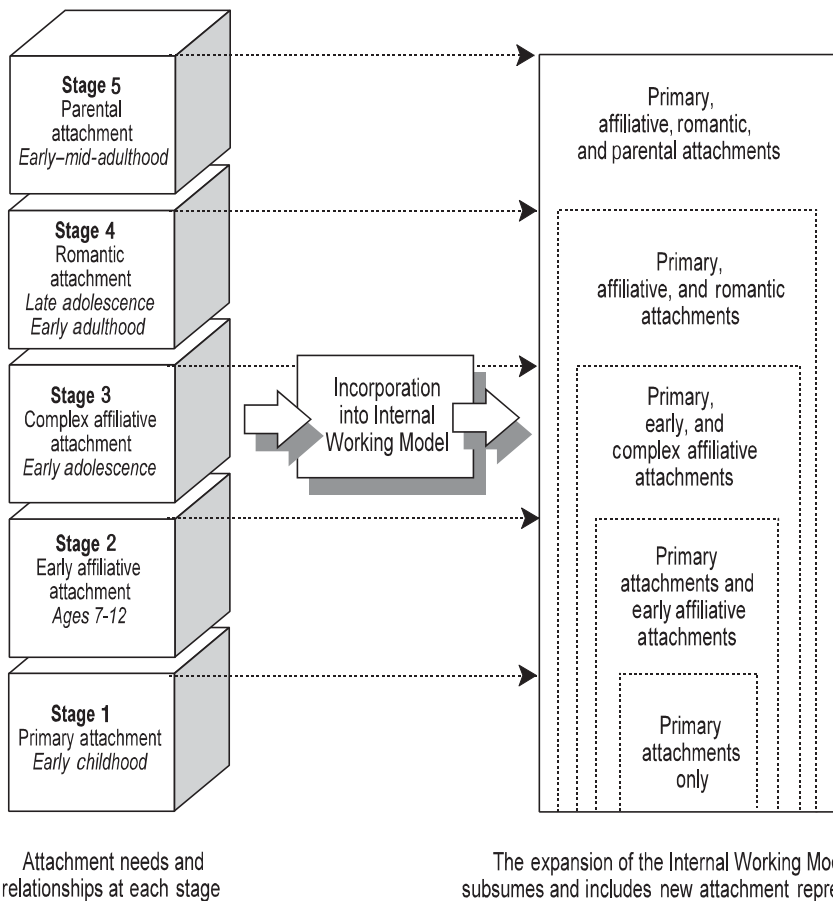 Stage 5
Parental
attachment
Early–mid-adulthood
Stage 4
Romantic
attachment
Late adolescence
Early adulthood
Stage 3
Complex affiliative
attachment
Early adolescence
Stage 2
Early affiliative
attachment
Ages 7-12
Stage 1
Primary attachment
Early childhood
Attachment needs and
relationships at each stage
Incorporation
into Internal
Working Model
Primary,
affiliative, romantic,
and parental attachments
Primary,
affiliative, and romantic
attachments
Primary,
early, and
complex affiliative
attachments
Primary
attachments and
early affiliative
attachments
Primary
attachments
only
The expansion of the Internal Working
subsumes and includes new attachment